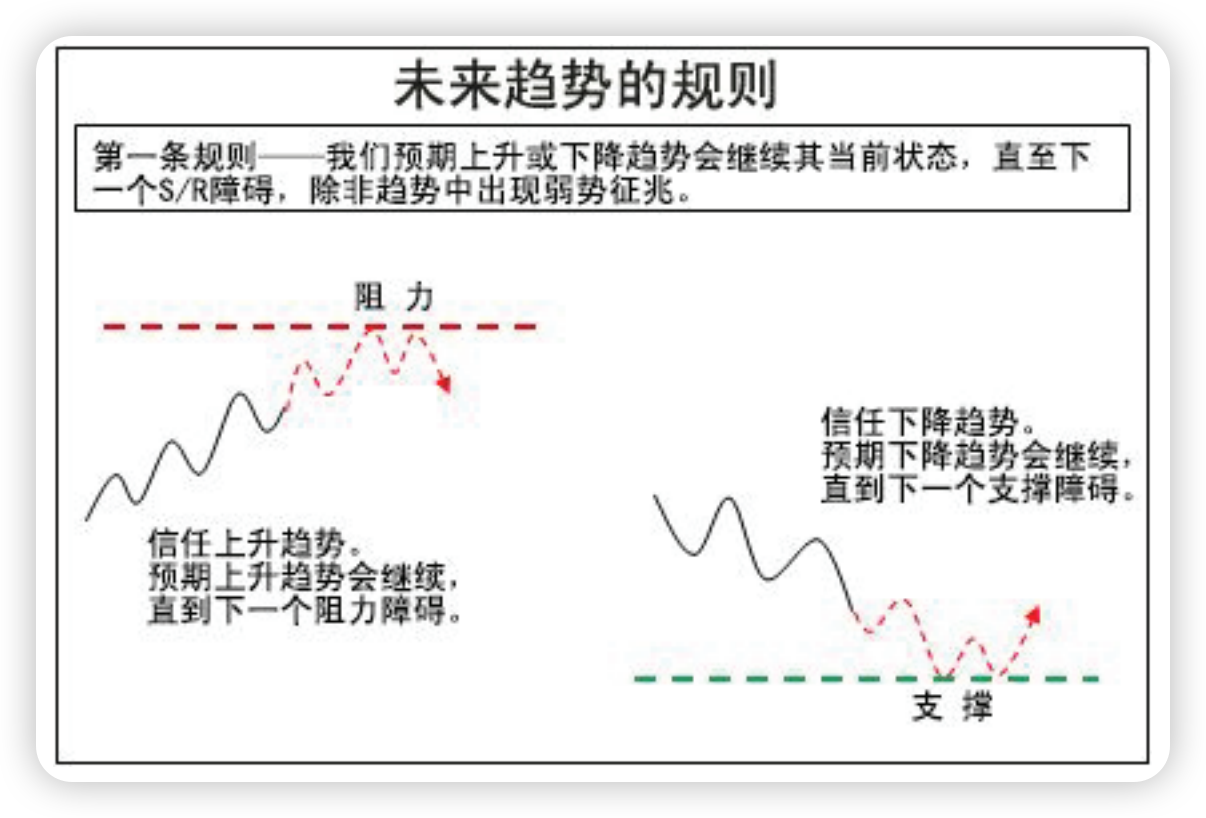 未来趋势的规则
第一条规则——我们预期上升或下降趋势会继续其当前状态，直至下
一个S/R障碍，除非趋势中出现弱势征兆。
阻 力
信任上升趋势。
预期上升趋势会继续，
直到下一个阻力障碍。
信任下降趋势。
预期下降趋势会继续，
直到下一个支撑障碍。
支 撑